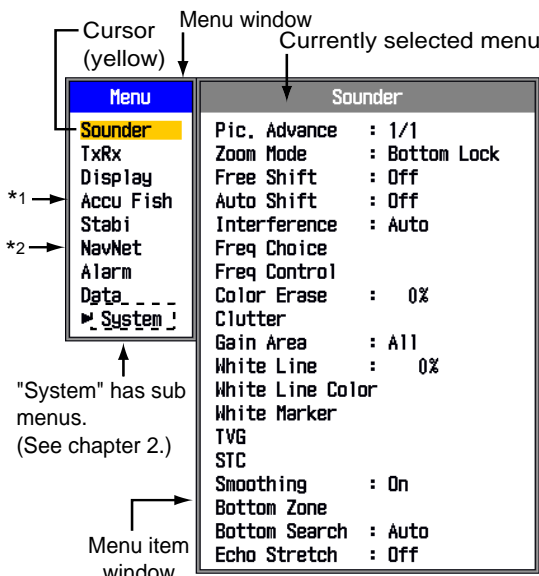 Menu window
Cursor
(yellow)
Currently selected menu
Menu
Sounder
TxRx
Display
*1
Accu Fish
Stabi
*2
NavNet
Alarm
Data
System
"System" has sub
menus.
(See chapter 2.)
Menu item
window
Sounder
Pic. Advance : 1/1
Zoom Mode : Bottom Lock
Free Shift : Off
Auto Shift : Off
Interference : Auto
Freq Choice
Freq Control
Color Erase : 0%
Clutter
Gain Area : All
White Line : 0%
White Line Color
White Marker
TVG
STC
Smoothing : On
Bottom Zone
Bottom Search : Auto
Echo Stretch : Off